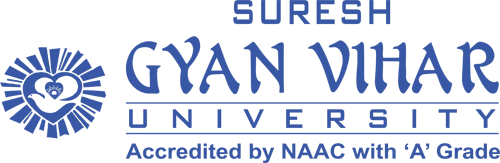 SURESH
GYAN VIHAR
UNIVERSITY
Accredited by NAAC with ‘A’ Grade